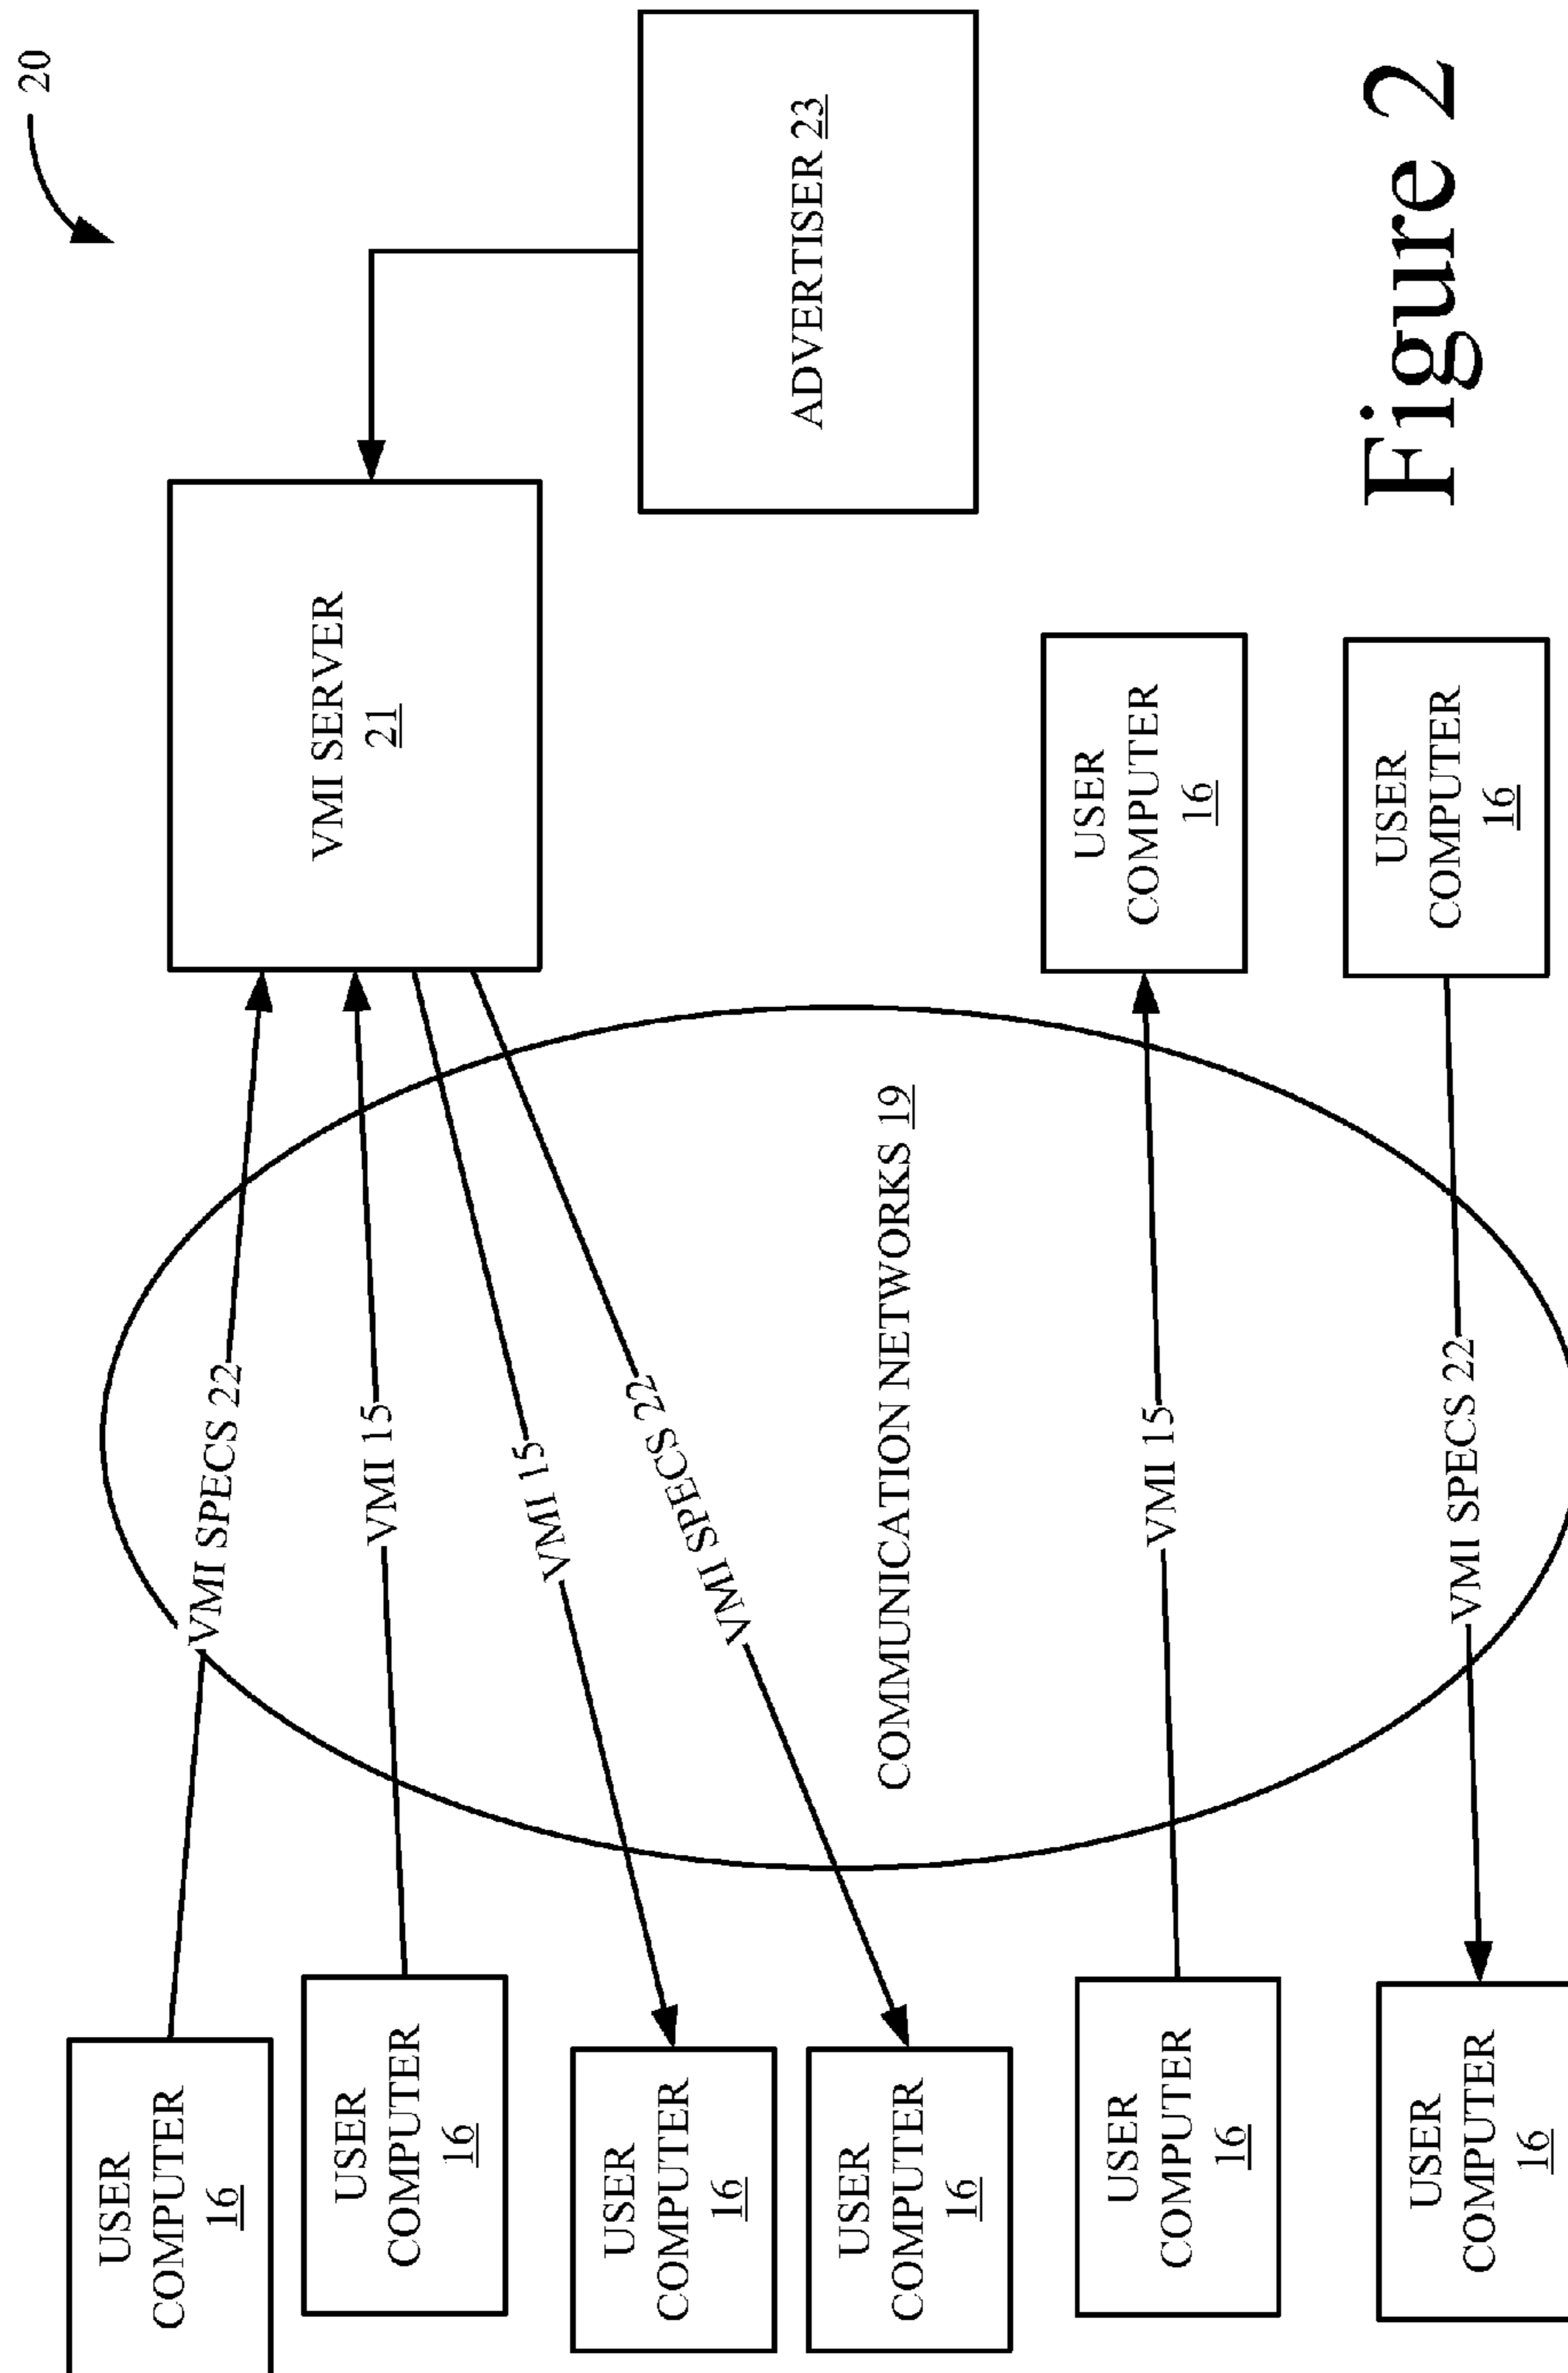 20
USER
COMPUTER
16
VMI SPECS 22
VMI SERVER
21
USER
COMPUTER
16
VMI 15
USER
COMPUTER
16
VMI 15
USER
COMPUTER
16
VMI SPECS 22
COMMUNICATION NETWORKS 19
ADVERTISER 23
USER
COMPUTER
16
VMI 15
USER
COMPUTER
16
USER
COMPUTER
16
VMI SPECS 22
USER
COMPUTER
16
Figure 2